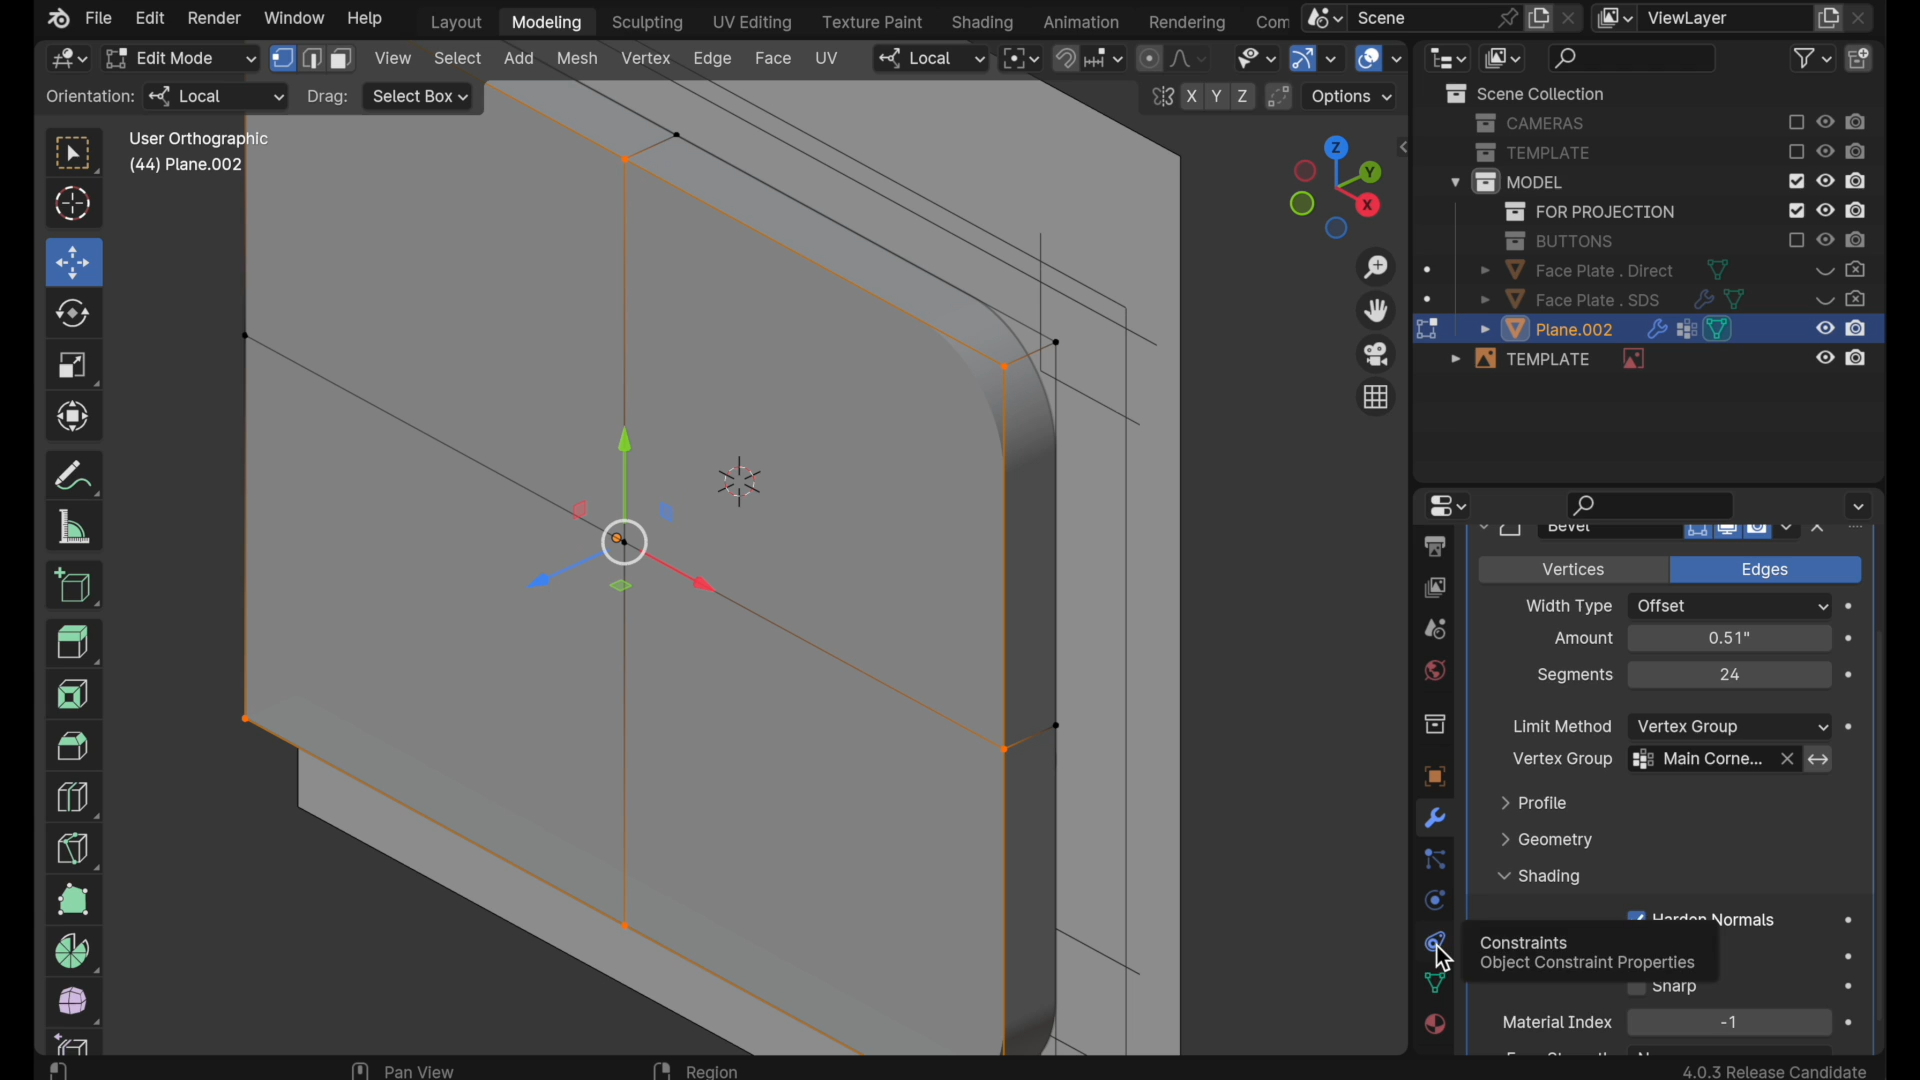 File Edit Render Window Help
Layout Modeling Sculpting UV Editing Texture Paint Shading Animation Rendering Com
Scene
ViewLayer
Edit Mode View Select Add Mesh Vertex Edge Face UV Local
Orientation: Local Drag: Select Box X Y Z Options
User Orthographic
(44) Plane.002
Z
Y
X
Scene Collection
CAMERAS
TEMPLATE
MODEL
FOR PROJECTION
BUTTONS
Face Plate . Direct
Face Plate . SDS
Plane.002
TEMPLATE
Bevel
Vertices Edges
Width Type Offset
Amount 0.51"
Segments 24
Limit Method Vertex Group
Vertex Group Main Corne...
Profile
Geometry
Shading
Harden Normals
Constraints
Object Constraint Properties
Sharp
Material Index -1
Pan View Region 4.0.3 Release Candidate